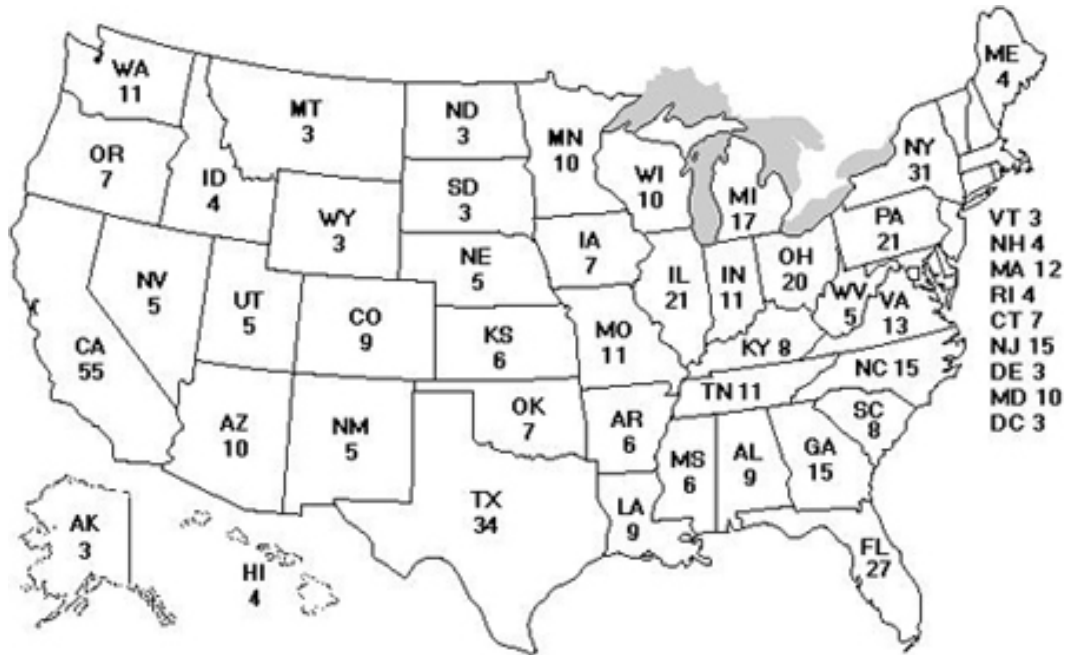 WA
11
OR
7
CA
55
NV
5
ID
4
MT
3
WY
3
UT
5
AZ
10
CO
9
NM
5
ND
3
SD
3
NE
5
KS
6
OK
7
TX
34
MN
10
IA
7
MO
11
AR
6
LA
9
WI
10
IL
21
MI
17
IN
11
OH
20
KY 8
TN 11
MS
6
AL
9
GA
15
FL
27
SC
8
NC 15
VA
13
WV
5
PA
21
NY
31
ME
4
VT 3
NH 4
MA 12
RI 4
CT 7
NJ 15
DE 3
MD 10
DC 3
AK
3
HI
4